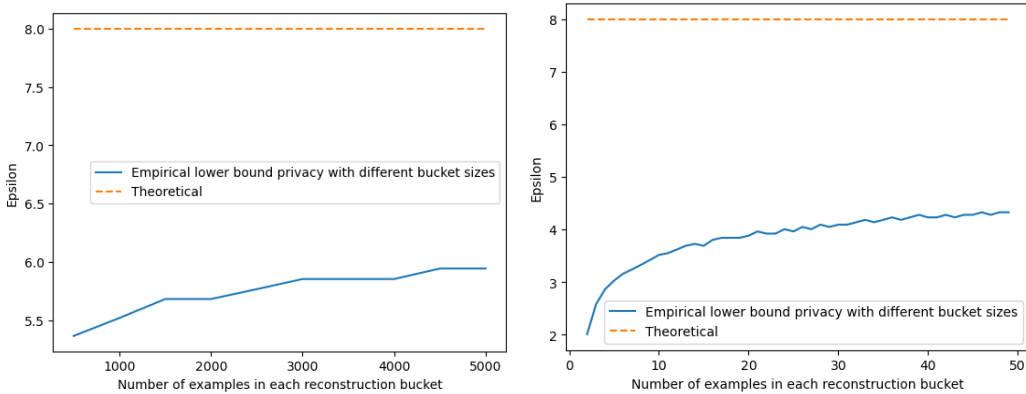 8.0
7.5
7.0
6.5
6.0
5.5
Epsilon
Empirical lower bound privacy with different bucket sizes
Theoretical
1000 2000 3000 4000 5000
Number of examples in each reconstruction bucket
8
7
6
5
4
3
2
Epsilon
Empirical lower bound privacy with different bucket sizes
Theoretical
0 10 20 30 40 50
Number of examples in each reconstruction bucket